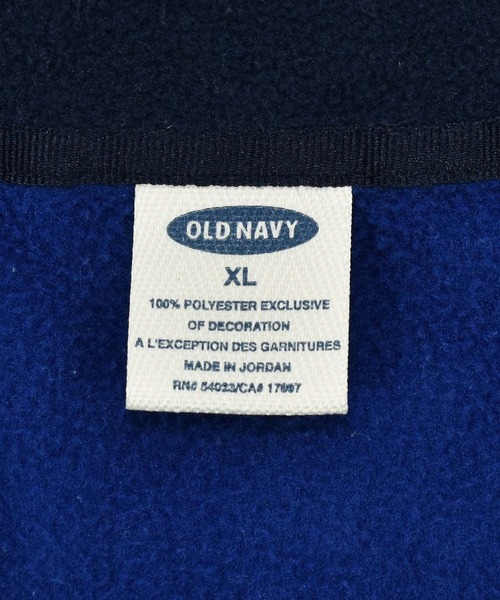 OLD NAVY
XL
100% POLYESTER EXCLUSIVE
OF DECORATION
A L'EXCEPTION DES GARNITURES
MADE IN JORDAN
RN# 54023/CA# 17897